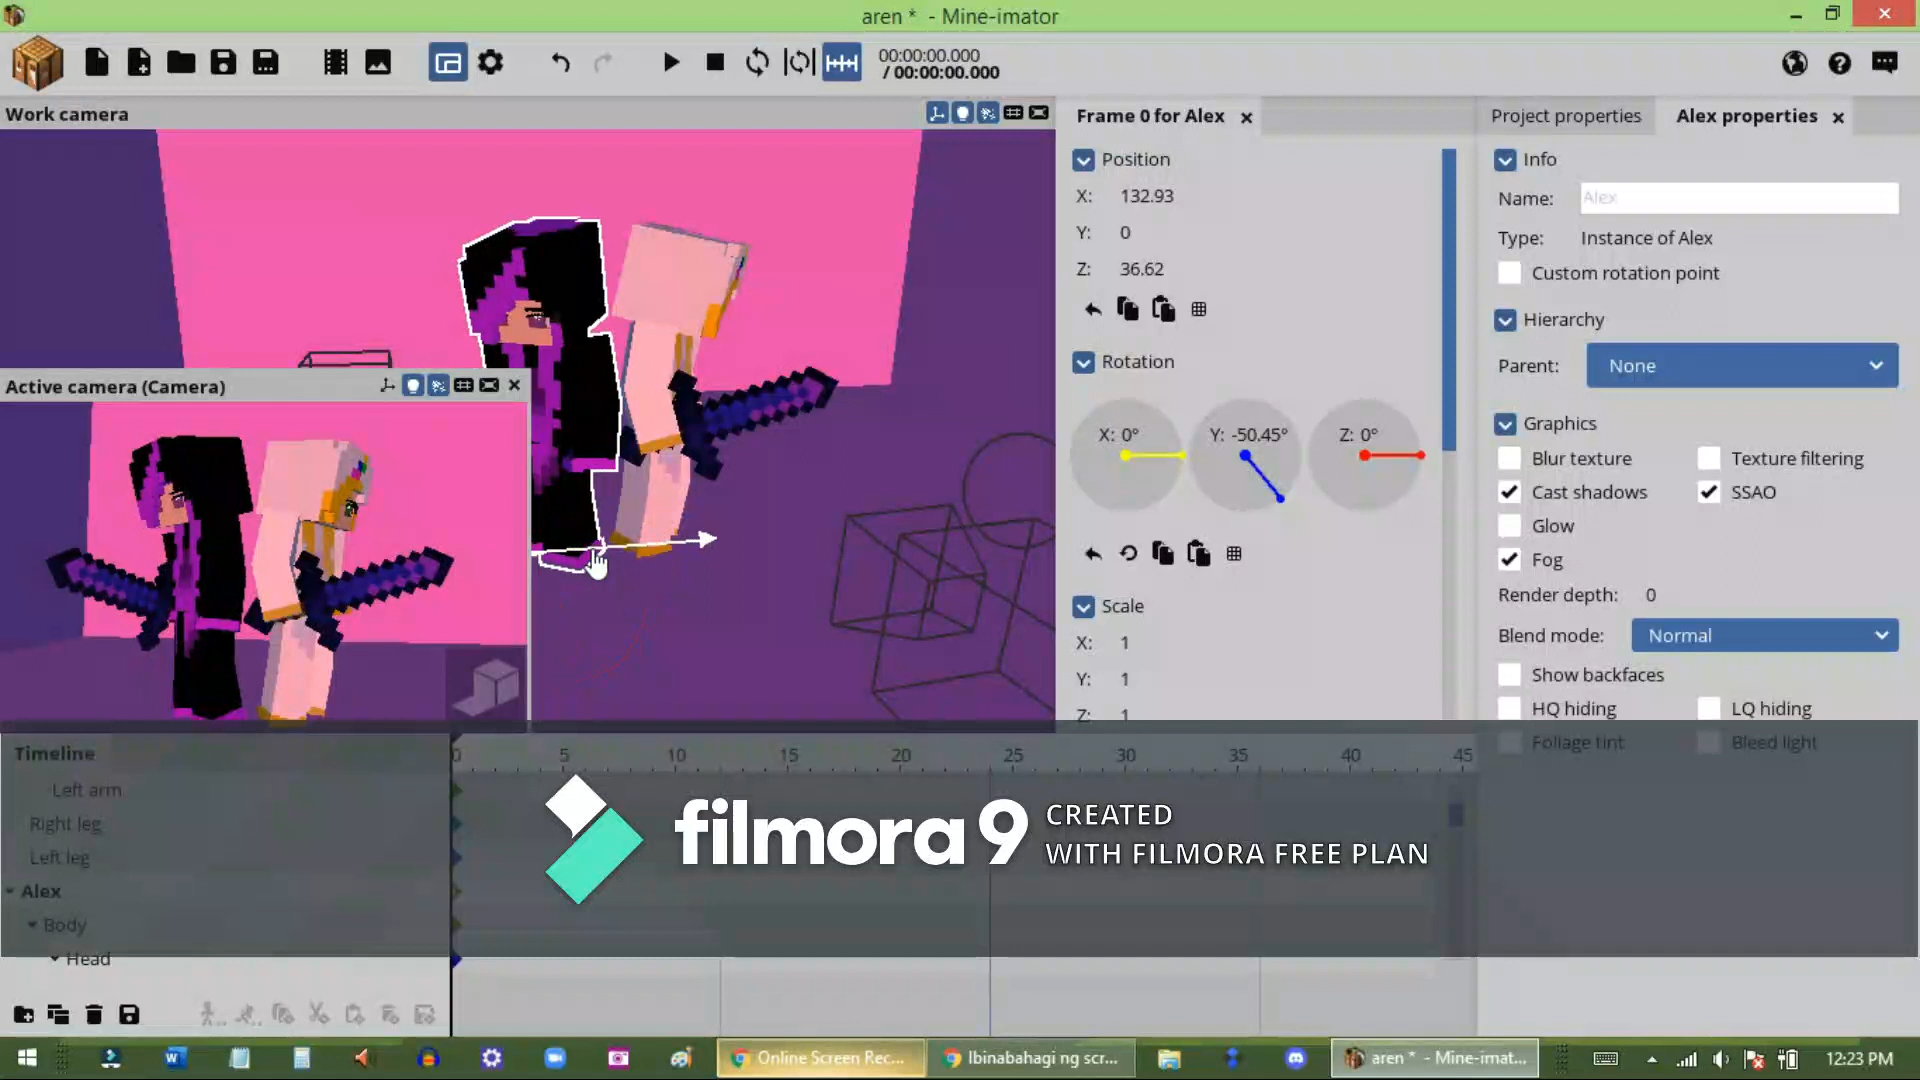 aren * - Mine-imator
00:00:00.000
/ 00:00:00.000
Work camera
Frame 0 for Alex
Project properties
Alex properties
Position
X: 132.93
Y: 0
Z: 36.62
Rotation
X: 0°
Y: -50.45°
Z: 0°
Scale
X: 1
Y: 1
Z: 1
Info
Name: Alex
Type: Instance of Alex
Custom rotation point
Hierarchy
Parent: None
Graphics
Blur texture
Texture filtering
Cast shadows
SSAO
Glow
Fog
Render depth: 0
Blend mode: Normal
Show backfaces
HQ hiding
LQ hiding
Foliage tint
Bleed light
Active camera (Camera)
Timeline
0 5 10 15 20 25 30 35 40 45
Left arm
Right leg
Left leg
Alex
Body
Head
filmora 9
CREATED
WITH FILMORA FREE PLAN
Online Screen Rec...
Ibinabahagi ng scr...
aren * - Mine-imat...
12:23 PM